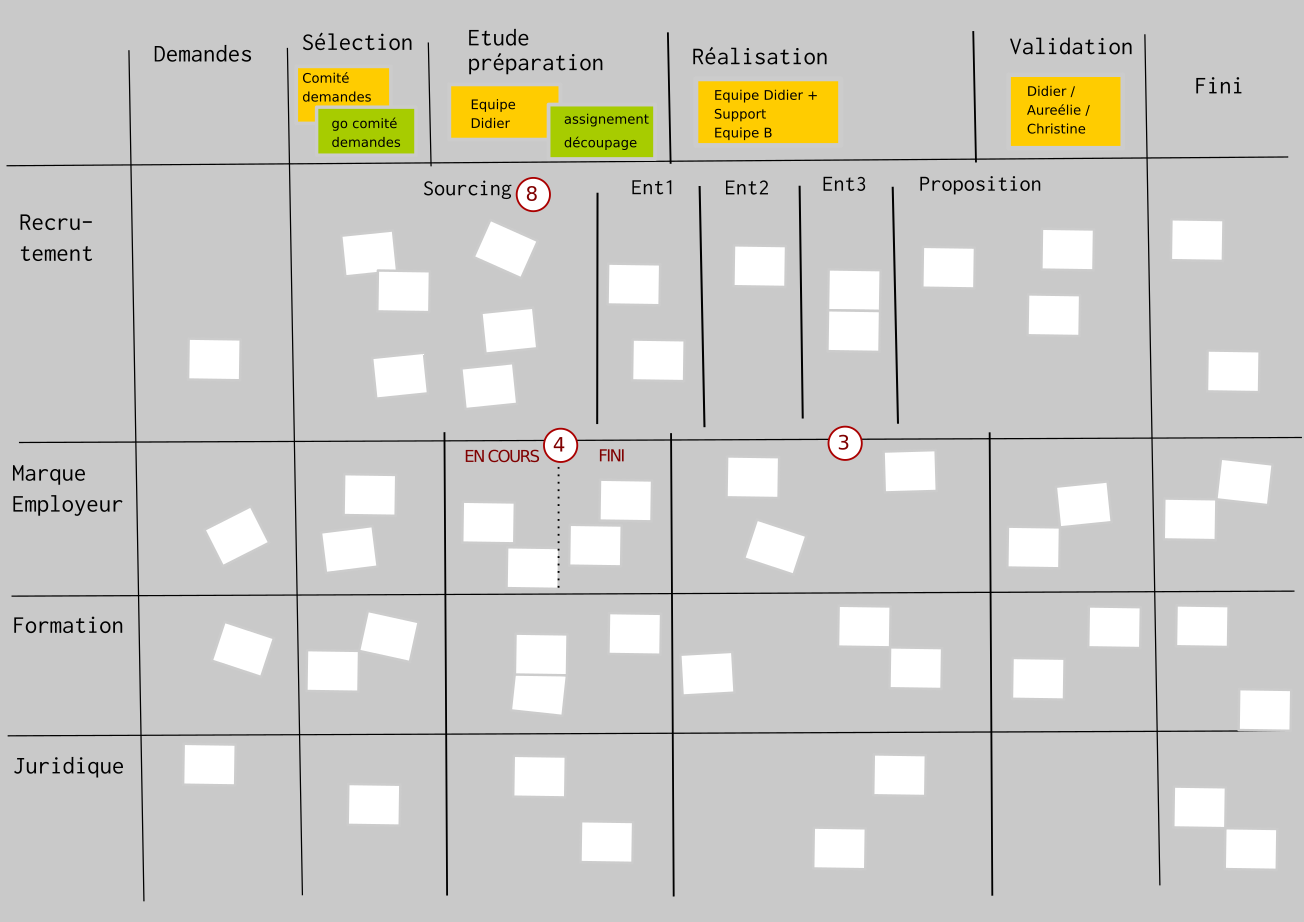 Demandes
Sélection
Etude
préparation
Réalisation
Validation
Fini
Comité
demandes
go comité
demandes
Equipe
Didier
assignement
découpage
Equipe Didier +
Support
Equipe B
Didier /
Aureélie /
Christine
Recru-
tement
Sourcing
8
Ent1
Ent2
Ent3
Proposition
Marque
Employeur
EN COURS
4
FINI
3
Formation
Juridique